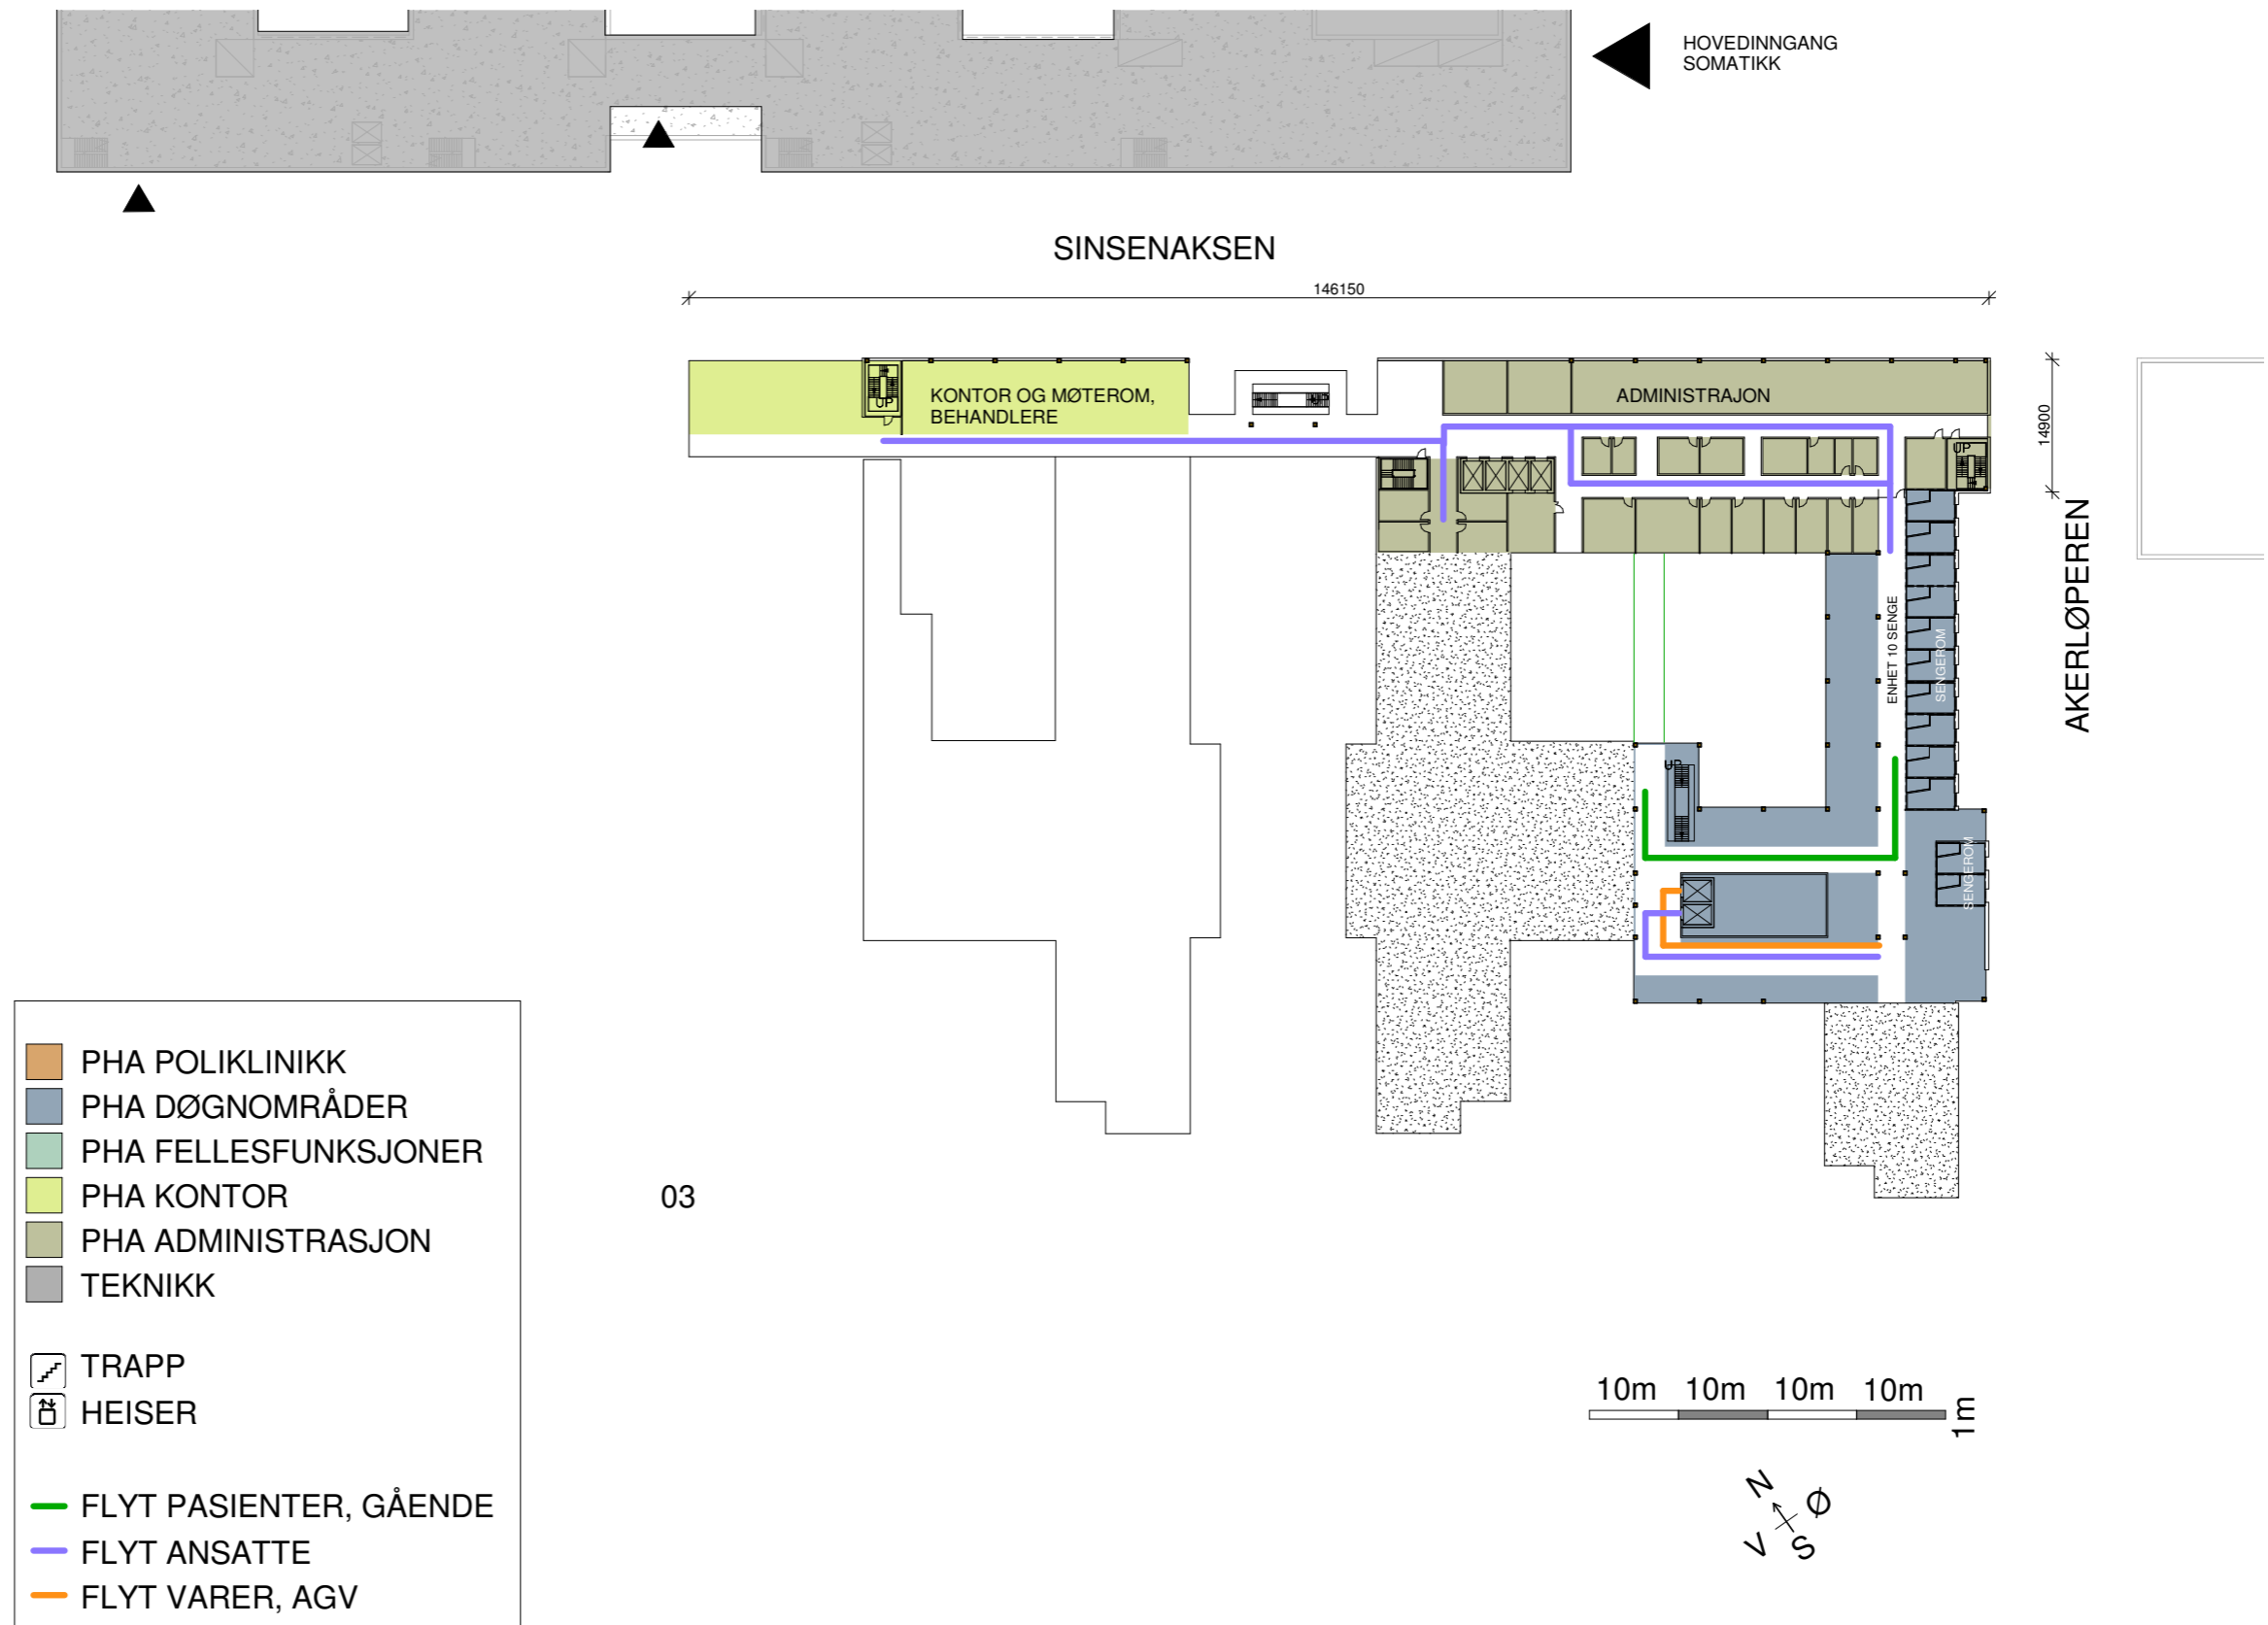 HOVEDINNGANG
SOMATIKK
SINSENAKSEN
146150
KONTOR OG MØTEROM,
BEHANDLERE
UP
UP
ADMINISTRAJON
UP
14900
AKERLØPEREN
ENHET 10 SENGE
SENGEROM
UP
SENGEROM
PHA POLIKLINIKK
PHA DØGNOMRÅDER
PHA FELLESFUNKSJONER
PHA KONTOR
PHA ADMINISTRASJON
TEKNIKK
TRAPP
HEISER
FLYT PASIENTER, GÅENDE
FLYT ANSATTE
FLYT VARER, AGV
03
10m 10m 10m 10m
1m
N
Ø
V
S